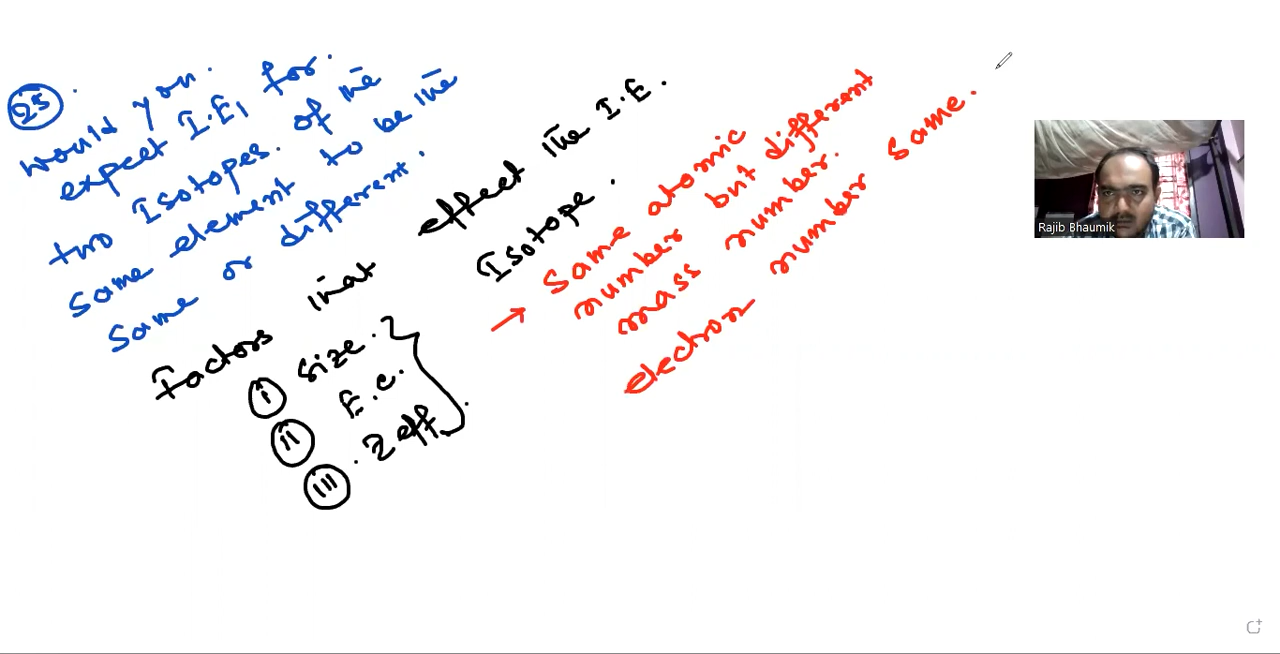 25.
Would you.
expect I.E1 for.
two Isotopes. of the
same element to be the
same or different.
Factors that effect the I.E.
i size.
ii E.C.
iii. Zeff
Isotope.
→ Same atomic
number but different
mass number.
electron number same.
Rajib Bhaumik